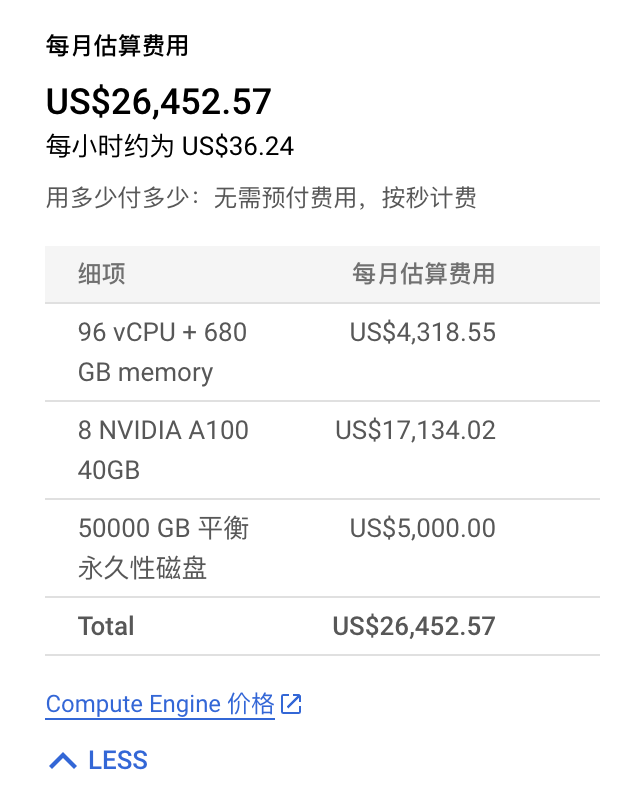 每月估算费用
US$26,452.57
每小时约为 US$36.24
用多少付多少：无需预付费用，按秒计费
细项 每月估算费用
96 vCPU + 680 US$4,318.55
GB memory
8 NVIDIA A100 US$17,134.02
40GB
50000 GB 平衡 US$5,000.00
永久性磁盘
Total US$26,452.57
Compute Engine 价格
LESS